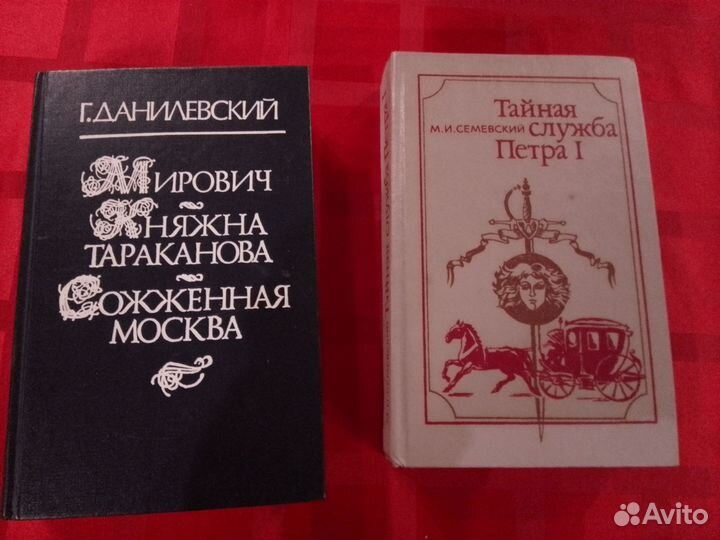 Г. ДАНИЛЕВСКИЙ
МИРОВИЧ
КНЯЖНА
ТАРАКАНОВА
СОЖЖЕННАЯ
МОСКВА
Тайная
М.И.СЕМЕВСКИЙ служба
Петра I
Avito